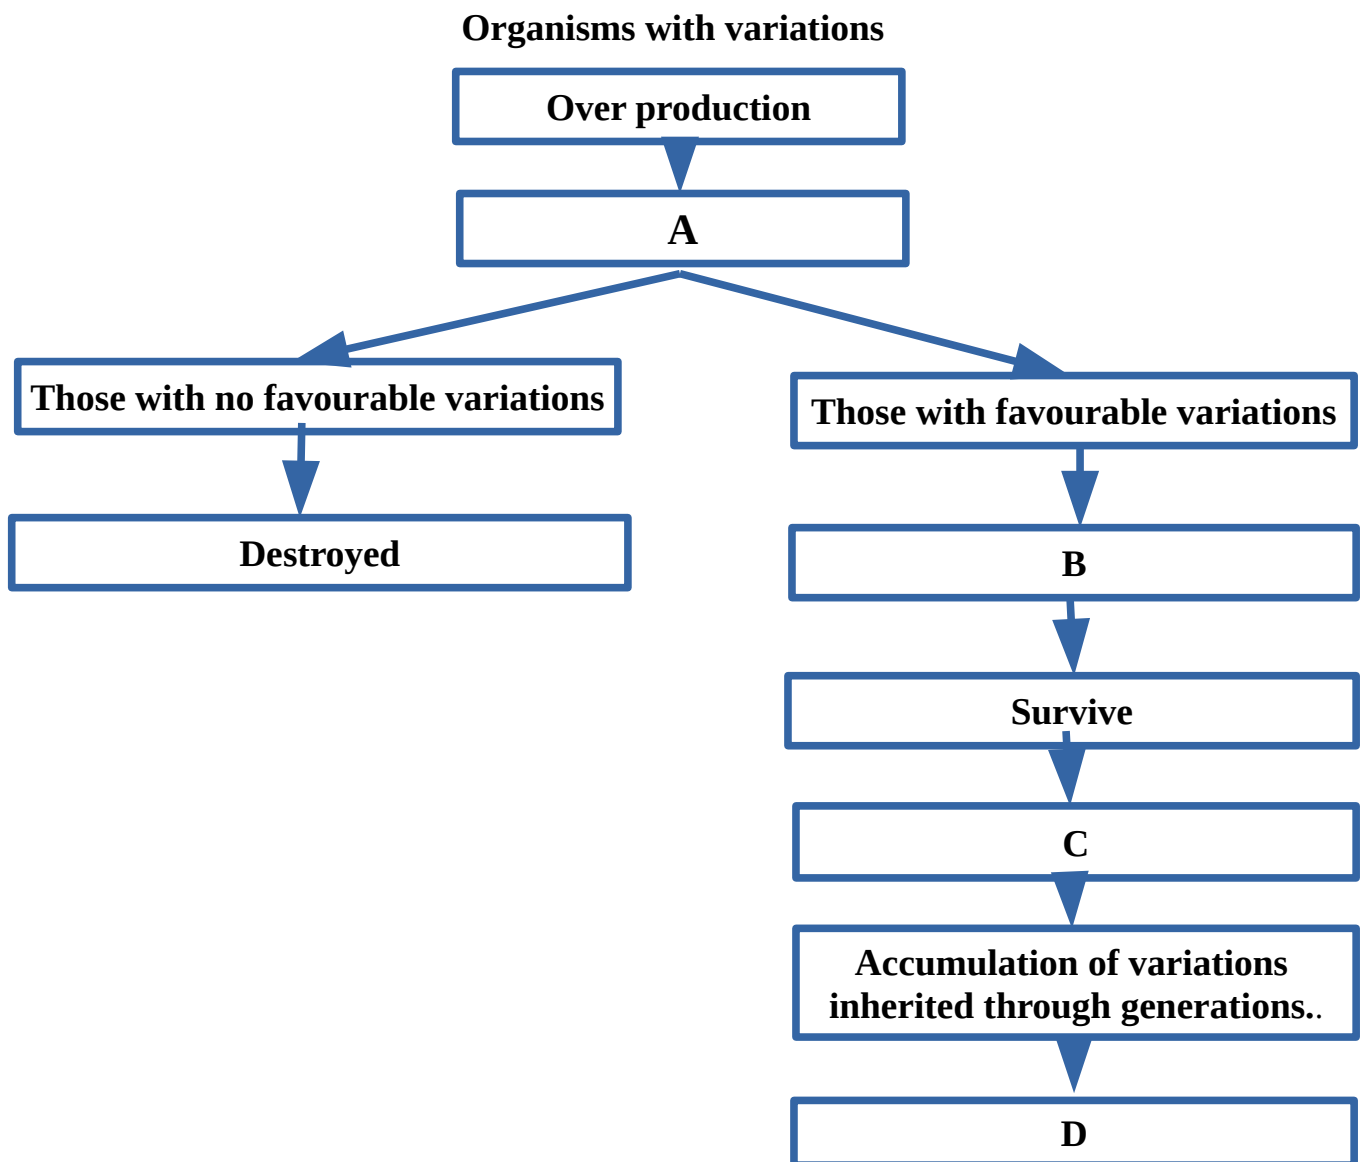 Organisms with variations
Over production
A
Those with no favourable variations
Those with favourable variations
Destroyed
B
Survive
C
Accumulation of variations
inherited through generations..
D